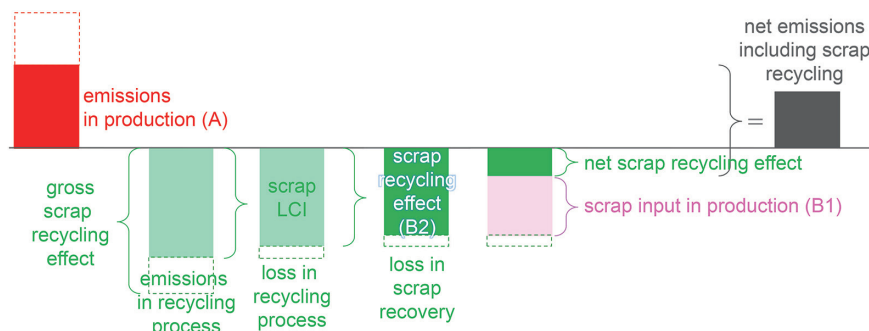 net emissions
including scrap
recycling
=
emissions
in production (A)
gross
scrap
recycling
effect
scrap
LCI
scrap
recycling
effect
(B2)
net scrap recycling effect
scrap input in production (B1)
emissions
in recycling
process
loss in
recycling
process
loss in
scrap
recovery